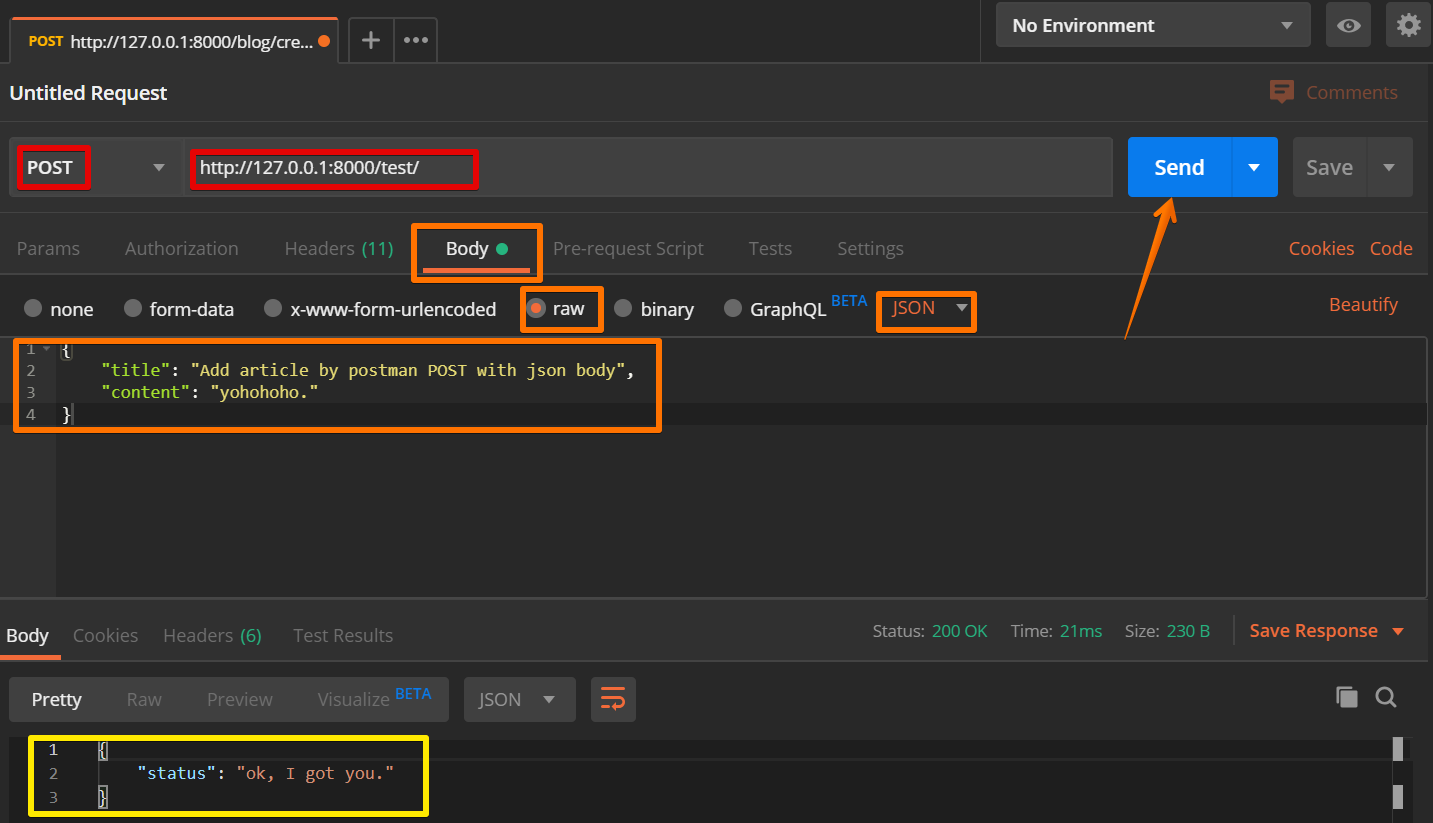 POST http://127.0.0.1:8000/blog/cre...
No Environment
Untitled Request
Comments
POST http://127.0.0.1:8000/test/ Send Save
Params Authorization Headers (11) Body Pre-request Script Tests Settings Cookies Code
none form-data x-www-form-urlencoded raw binary GraphQL BETA JSON Beautify
1 {
2 "title": "Add article by postman POST with json body",
3 "content": "yohohoho."
4 }
Body Cookies Headers (6) Test Results Status: 200 OK Time: 21ms Size: 230 B Save Response
Pretty Raw Preview Visualize BETA JSON
1 {
2 "status": "ok, I got you."
3 }